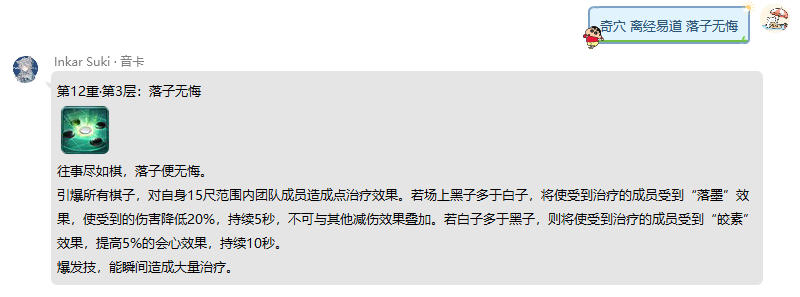 奇穴 离经易道 落子无悔
Inkar Suki · 音卡
第12重·第3层：落子无悔
往事尽如棋，落子便无悔。
引爆所有棋子，对自身15尺范围内团队成员造成点治疗效果。若场上黑子多于白子，将使受到治疗的成员受到“落墨”效
果，使受到的伤害降低20%，持续5秒，不可与其他减伤效果叠加。若白子多于黑子，则将使受到治疗的成员受到“皎素”
效果，提高5%的会心效果，持续10秒。
爆发技，能瞬间造成大量治疗。